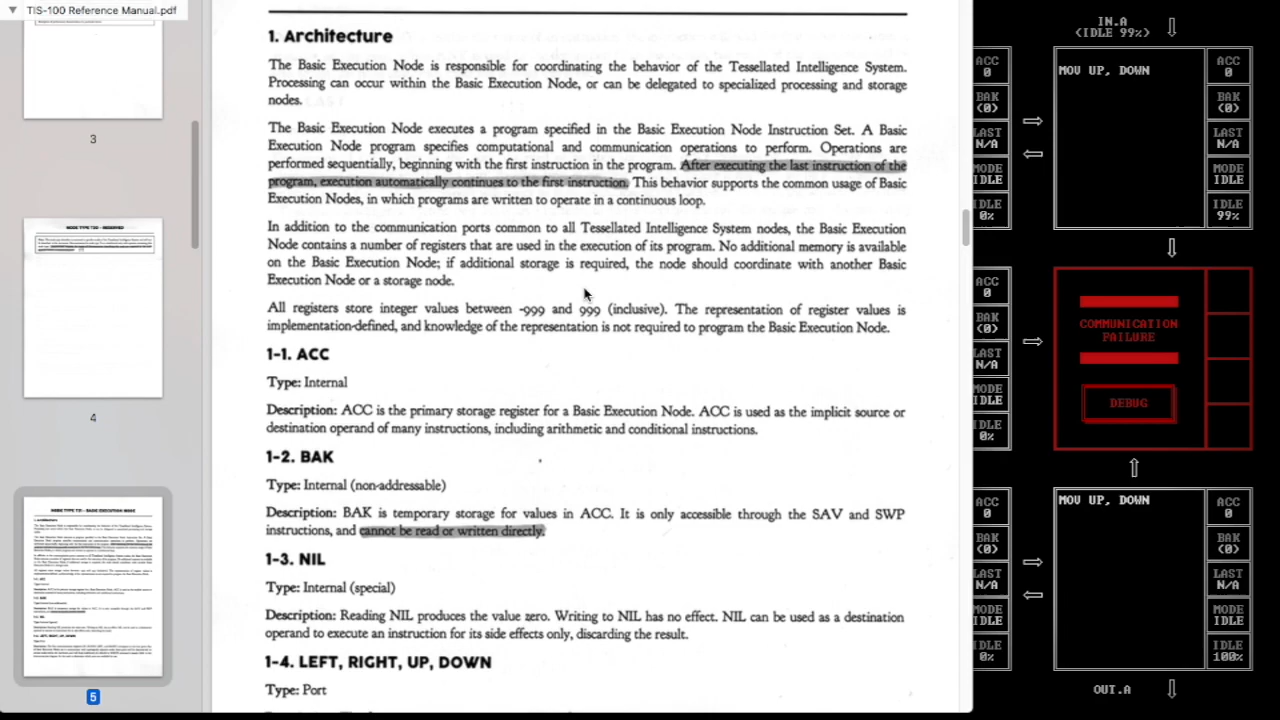 TIS-100 Reference Manual.pdf
3
4
5
1. Architecture
The Basic Execution Node is responsible for coordinating the behavior of the Tessellated Intelligence System.
Processing can occur within the Basic Execution Node, or can be delegated to specialized processing and storage
nodes.
The Basic Execution Node executes a program specified in the Basic Execution Node Instruction Set. A Basic
Execution Node program specifies computational and communication operations to perform. Operations are
performed sequentially, beginning with the first instruction in the program. After executing the last instruction of the
program, execution automatically continues to the first instruction. This behavior supports the common usage of Basic
Execution Nodes, in which programs are written to operate in a continuous loop.
In addition to the communication ports common to all Tessellated Intelligence System nodes, the Basic Execution
Node contains a number of registers that are used in the execution of its program. No additional memory is available
on the Basic Execution Node; if additional storage is required, the node should coordinate with another Basic
Execution Node or a storage node.
All registers store integer values between -999 and 999 (inclusive). The representation of register values is
implementation-defined, and knowledge of the representation is not required to program the Basic Execution Node.
1-1. ACC
Type: Internal
Description: ACC is the primary storage register for a Basic Execution Node. ACC is used as the implicit source or
destination operand of many instructions, including arithmetic and conditional instructions.
1-2. BAK
Type: Internal (non-addressable)
Description: BAK is temporary storage for values in ACC. It is only accessible through the SAV and SWP
instructions, and cannot be read or written directly.
1-3. NIL
Type: Internal (special)
Description: Reading NIL produces the value zero. Writing to NIL has no effect. NIL can be used as a destination
operand to execute an instruction for its side effects only, discarding the result.
1-4. LEFT, RIGHT, UP, DOWN
Type: Port
IN.A
(IDLE 99%)
ACC
0
BAK
(0)
LAST
N/A
MODE
IDLE
IDLE
0%
MOV UP, DOWN
ACC
0
BAK
(0)
LAST
N/A
MODE
IDLE
IDLE
99%
ACC
0
BAK
(0)
LAST
N/A
MODE
IDLE
IDLE
0%
COMMUNICATION
FAILURE
DEBUG
ACC
0
BAK
(0)
LAST
N/A
MODE
IDLE
IDLE
0%
MOV UP, DOWN
ACC
0
BAK
(0)
LAST
N/A
MODE
IDLE
IDLE
100%
OUT.A